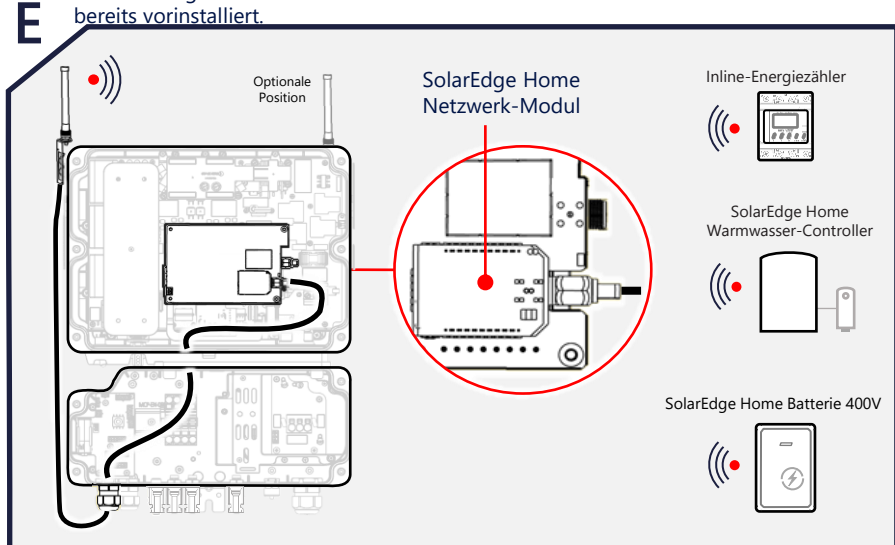 E
bereits vorinstalliert.
Optionale
Position
SolarEdge Home
Netzwerk-Modul
Inline-Energiezähler
SolarEdge Home
Warmwasser-Controller
SolarEdge Home Batterie 400V